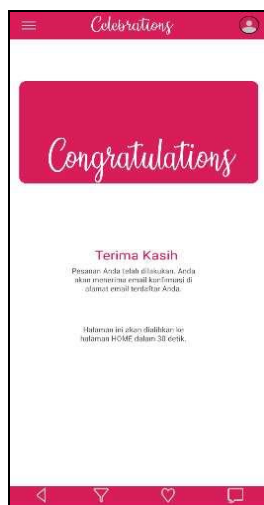 Celebrations
Congratulations
Terima Kasih
Pesanan Anda telah dilakukan. Anda
akan menerima email konfirmasi di
alamat email terdaftar Anda.
Halaman ini akan dialihkan ke
halaman HOME dalam 30 detik.